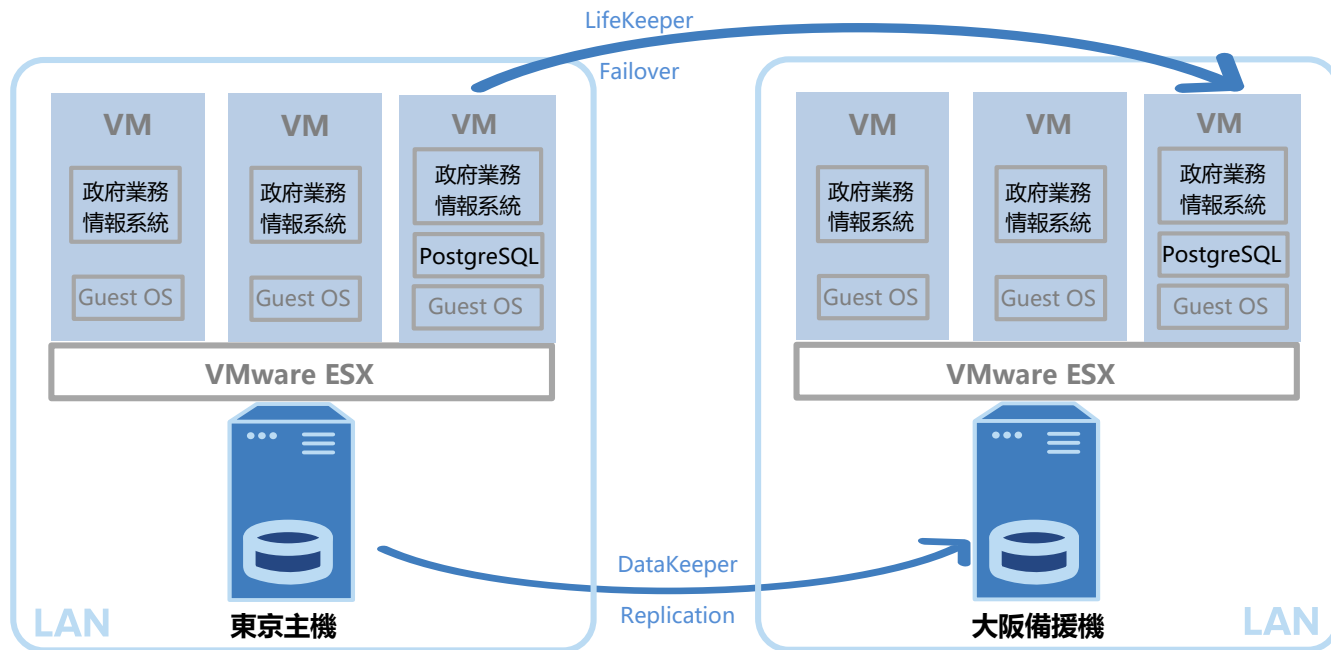 LifeKeeper
Failover
VM
政府業務
情報系統
Guest OS
VM
政府業務
情報系統
Guest OS
VM
政府業務
情報系統
PostgreSQL
Guest OS
VMware ESX
LAN
東京主機
VM
政府業務
情報系統
Guest OS
VM
政府業務
情報系統
Guest OS
VM
政府業務
情報系統
PostgreSQL
Guest OS
VMware ESX
大阪備援機
LAN
DataKeeper
Replication